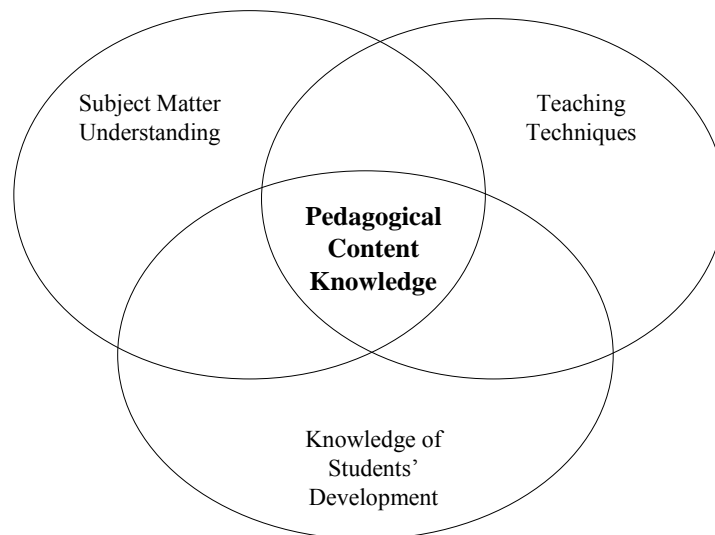 Subject Matter
Understanding
Teaching
Techniques
Pedagogical
Content
Knowledge
Knowledge of
Students’
Development